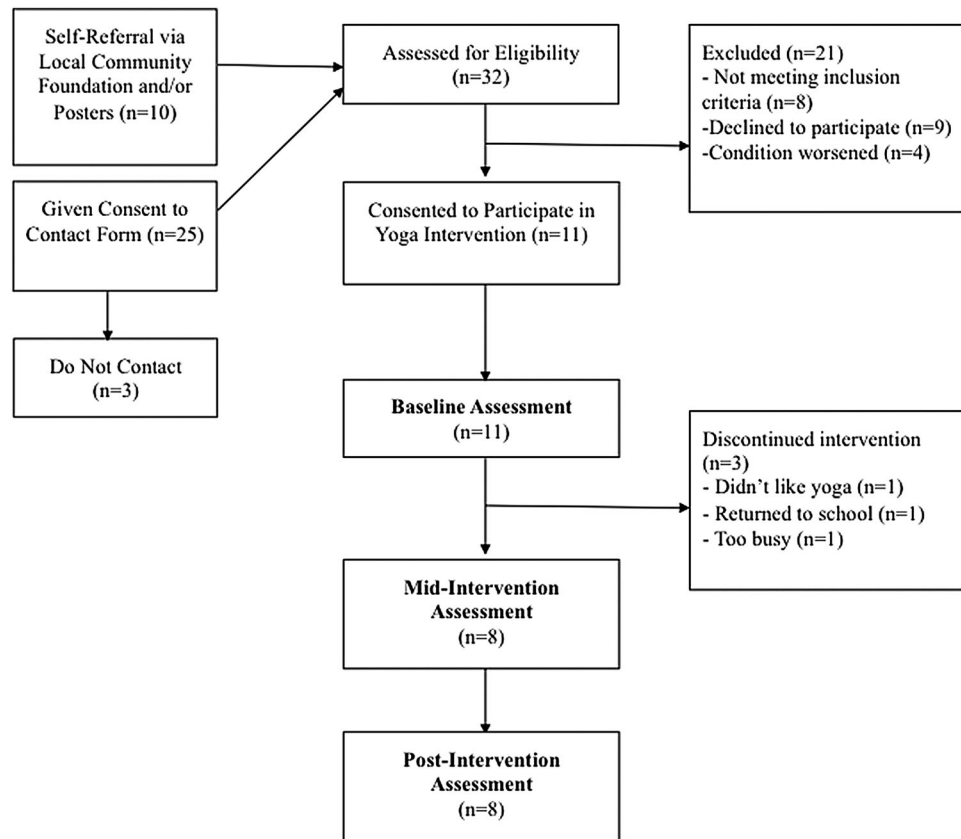 Self-Referral via
Local Community
Foundation and/or
Posters (n=10)
Assessed for Eligibility
(n=32)
Excluded (n=21)
- Not meeting inclusion
criteria (n=8)
-Declined to participate (n=9)
-Condition worsened (n=4)
Given Consent to
Contact Form (n=25)
Consented to Participate in
Yoga Intervention (n=11)
Do Not Contact
(n=3)
Baseline Assessment
(n=11)
Discontinued intervention
(n=3)
- Didn’t like yoga (n=1)
- Returned to school (n=1)
- Too busy (n=1)
Mid-Intervention
Assessment
(n=8)
Post-Intervention
Assessment
(n=8)